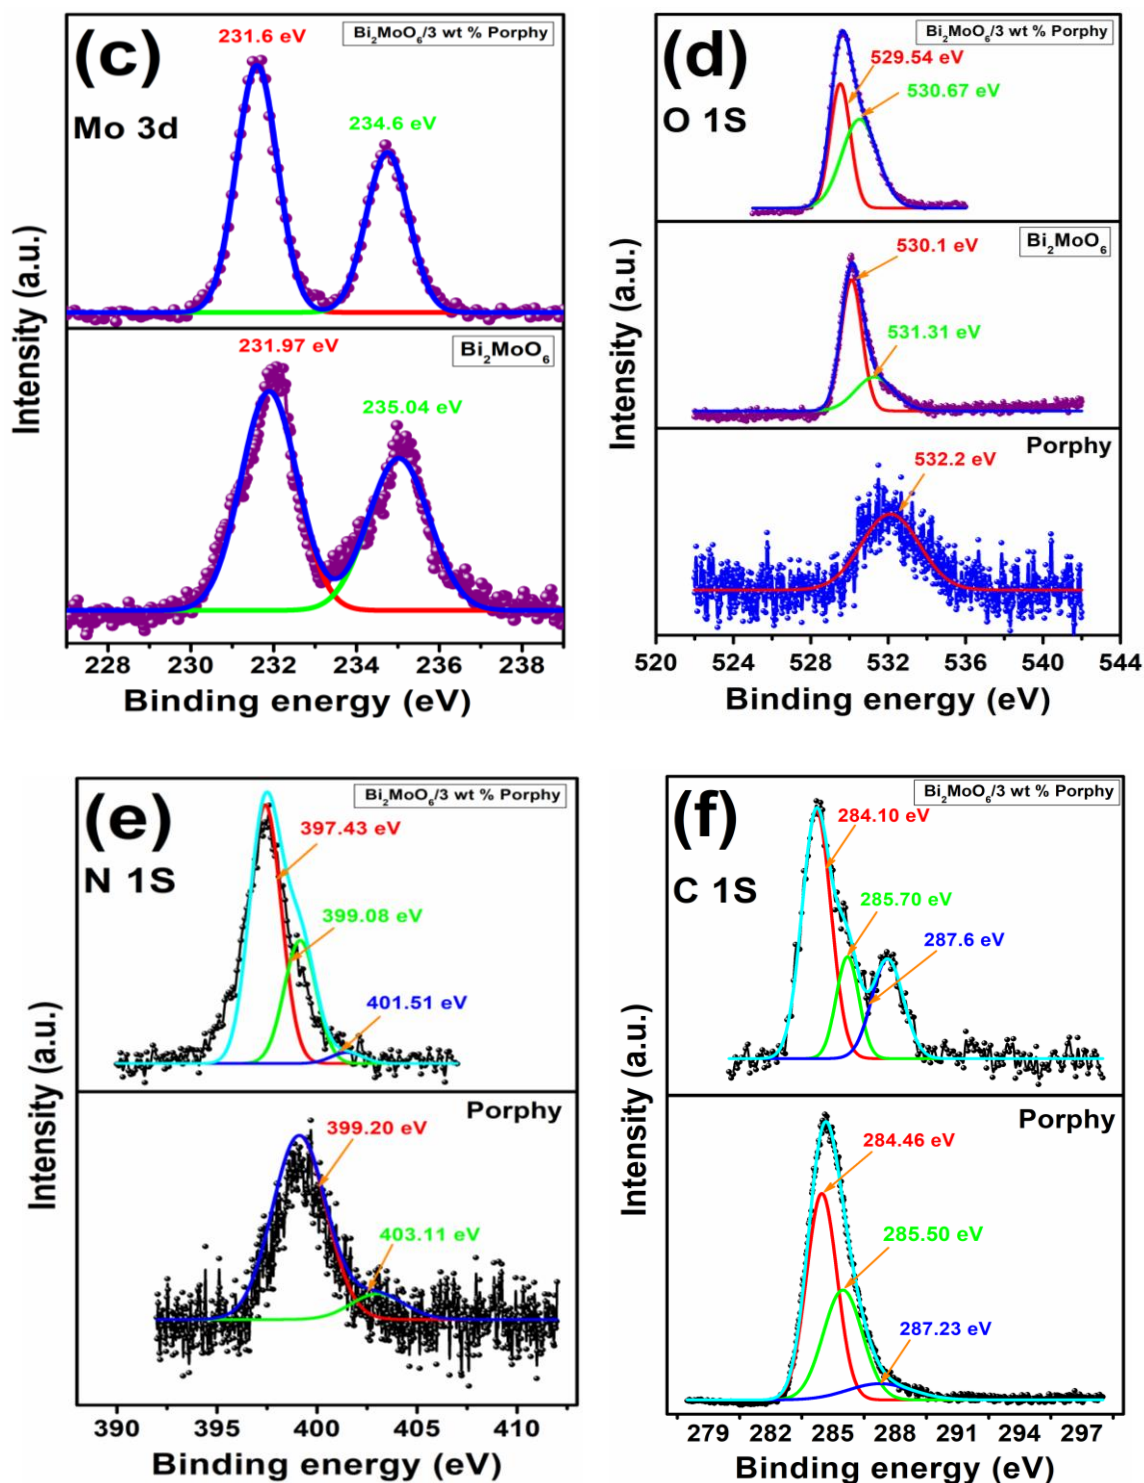 (c)
Mo 3d
231.6 eV
Bi₂MoO₆/3 wt % Porphy
234.6 eV
231.97 eV
Bi₂MoO₆
235.04 eV
Intensity (a.u.)
228 230 232 234 236 238
Binding energy (eV)
(d)
O 1S
Bi₂MoO₆/3 wt % Porphy
529.54 eV
530.67 eV
Bi₂MoO₆
530.1 eV
531.31 eV
Porphy
532.2 eV
Intensity (a.u.)
520 524 528 532 536 540 544
Binding energy (eV)
(e)
N 1S
Bi₂MoO₆/3 wt % Porphy
397.43 eV
399.08 eV
401.51 eV
Porphy
399.20 eV
403.11 eV
Intensity (a.u.)
390 395 400 405 410
Binding energy (eV)
(f)
C 1S
Bi₂MoO₆/3 wt % Porphy
284.10 eV
285.70 eV
287.6 eV
Porphy
284.46 eV
285.50 eV
287.23 eV
Intensity (a.u.)
279 282 285 288 291 294 297
Binding energy (eV)